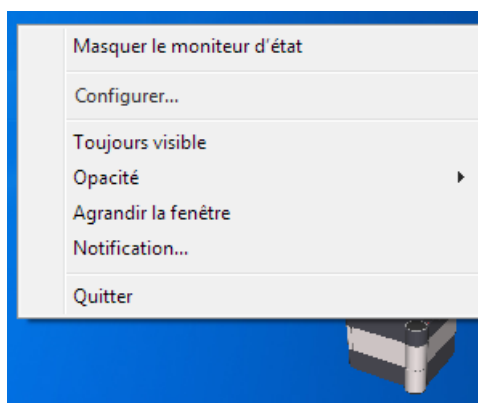 Masquer le moniteur d'état
Configurer...
Toujours visible
Opacité
Agrandir la fenêtre
Notification...
Quitter